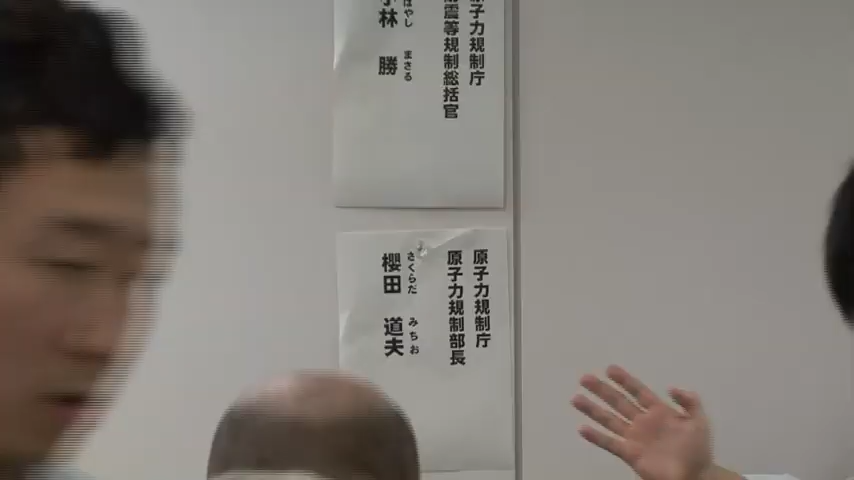 原子力規制庁
震等規制総括官
林 勝
ばやし まさる
原子力規制庁
原子力規制部長
櫻田 道夫
さくらだ みちお